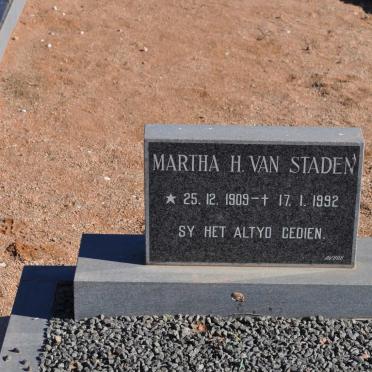 MARTHA H. VAN STADEN
★ 25. 12. 1909 - † 17. 1. 1992
SY HET ALTYD GEDIEN.